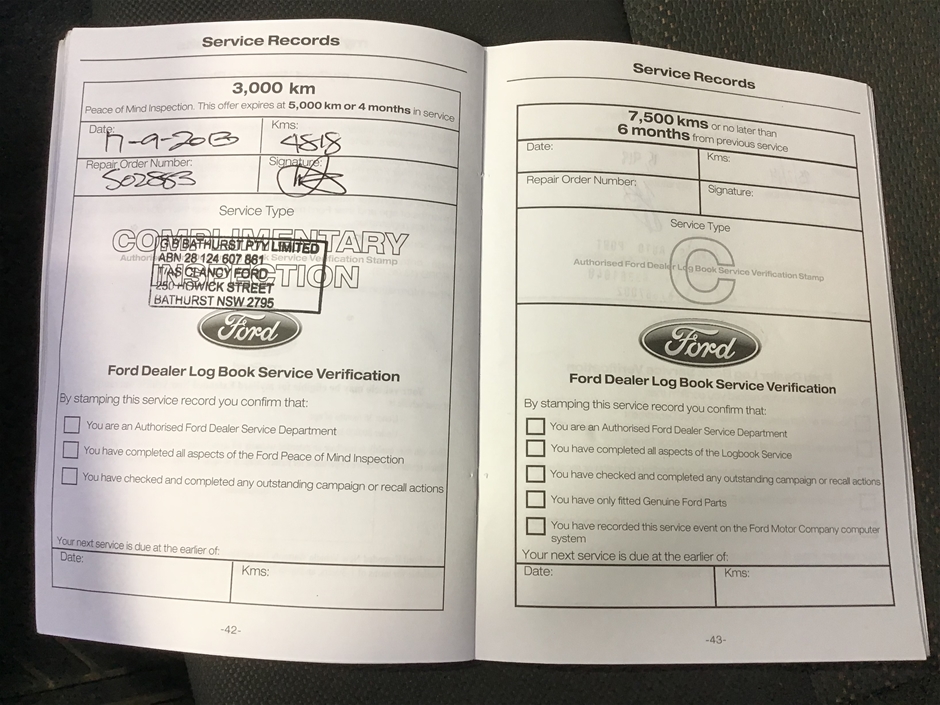 Service Records
3,000 km
Peace of Mind Inspection. This offer expires at 5,000 km or 4 months in service
Date:
Kms:
17-9-2013
4818
Repair Order Number:
Signature:
S02883
Service Type
COMPLIMENTARY
INSPECTION
Authorised Ford Dealer Log Book Service Verification Stamp
G B BATHURST PTY LIMITED
ABN 28 124 607 861
T/AS CLANCY FORD
250 HOWICK STREET
BATHURST NSW 2795
Ford
Ford Dealer Log Book Service Verification
By stamping this service record you confirm that:
You are an Authorised Ford Dealer Service Department
You have completed all aspects of the Ford Peace of Mind Inspection
You have checked and completed any outstanding campaign or recall actions
Your next service is due at the earlier of:
Date:
Kms:
-42-
Service Records
7,500 kms or no later than
6 months from previous service
Date:
Kms:
Repair Order Number:
Signature:
Service Type
C
Authorised Ford Dealer Log Book Service Verification Stamp
Ford
Ford Dealer Log Book Service Verification
By stamping this service record you confirm that:
You are an Authorised Ford Dealer Service Department
You have completed all aspects of the Logbook Service
You have checked and completed any outstanding campaign or recall actions
You have only fitted Genuine Ford Parts
You have recorded this service event on the Ford Motor Company computer
system
Your next service is due at the earlier of:
Date:
Kms:
-43-